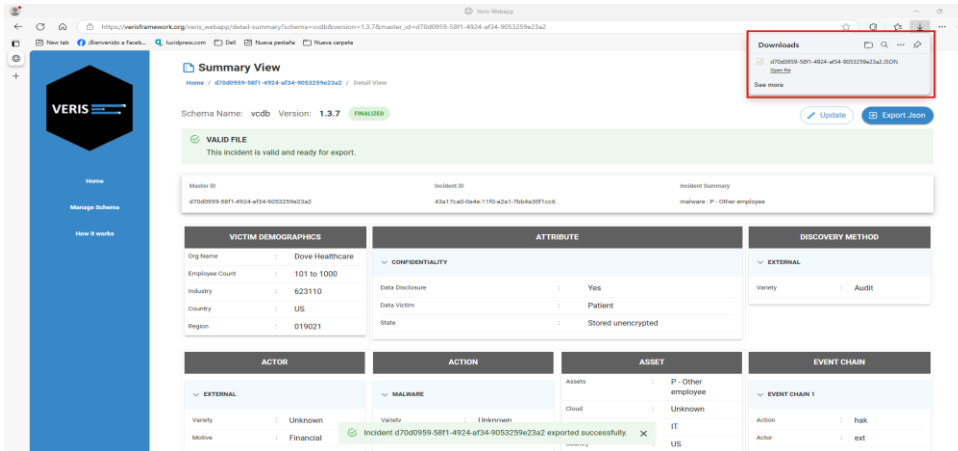 Veris Webapp
https://verisframework.org/veris_webapp/detail-summary?schema=vcdb&version=1.3.7&master_id=d70d0959-58f1-4924-af34-9053259e23a2
New tab ¡Bienvenido a Faceb... lucidpress.com Dell Nueva pestaña Nueva carpeta
Downloads
d70d0959-58f1-4924-af34-9053259e23a2.JSON
Open file
See more
VERIS
Home
Manage Schema
How it works
Summary View
Home / d70d0959-58f1-4924-af34-9053259e23a2 / Detail View
Schema Name: vcdb Version: 1.3.7 FINALIZED
Update
Export Json
VALID FILE
This incident is valid and ready for export.
Master ID Incident ID Incident Summary
d70d0959-58f1-4924-af34-9053259e23a2 43a17ca0-0e4e-11f0-a2a1-7bb4a30f1cc6 malware : P - Other employee
VICTIM DEMOGRAPHICS
Org Name : Dove Healthcare
Employee Count : 101 to 1000
Industry : 623110
Country : US
Region : 019021
ATTRIBUTE
CONFIDENTIALITY
Data Disclosure : Yes
Data Victim : Patient
State : Stored unencrypted
DISCOVERY METHOD
EXTERNAL
Variety : Audit
ACTOR
EXTERNAL
Variety : Unknown
Motive : Financial
ACTION
MALWARE
Variety : Unknown
ASSET
Assets : P - Other
employee
Cloud : Unknown
IT
Country : US
EVENT CHAIN
EVENT CHAIN 1
Action : hak
Actor : ext
Incident d70d0959-58f1-4924-af34-9053259e23a2 exported successfully. ×